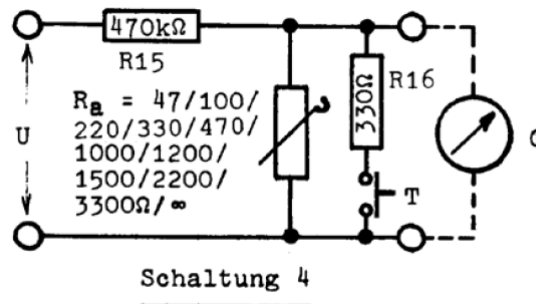 470kΩ
R15
Ra = 47/100/
220/330/470/
1000/1200/
1500/2200/
3300Ω/∞
U
330Ω
R16
T
Schaltung 4